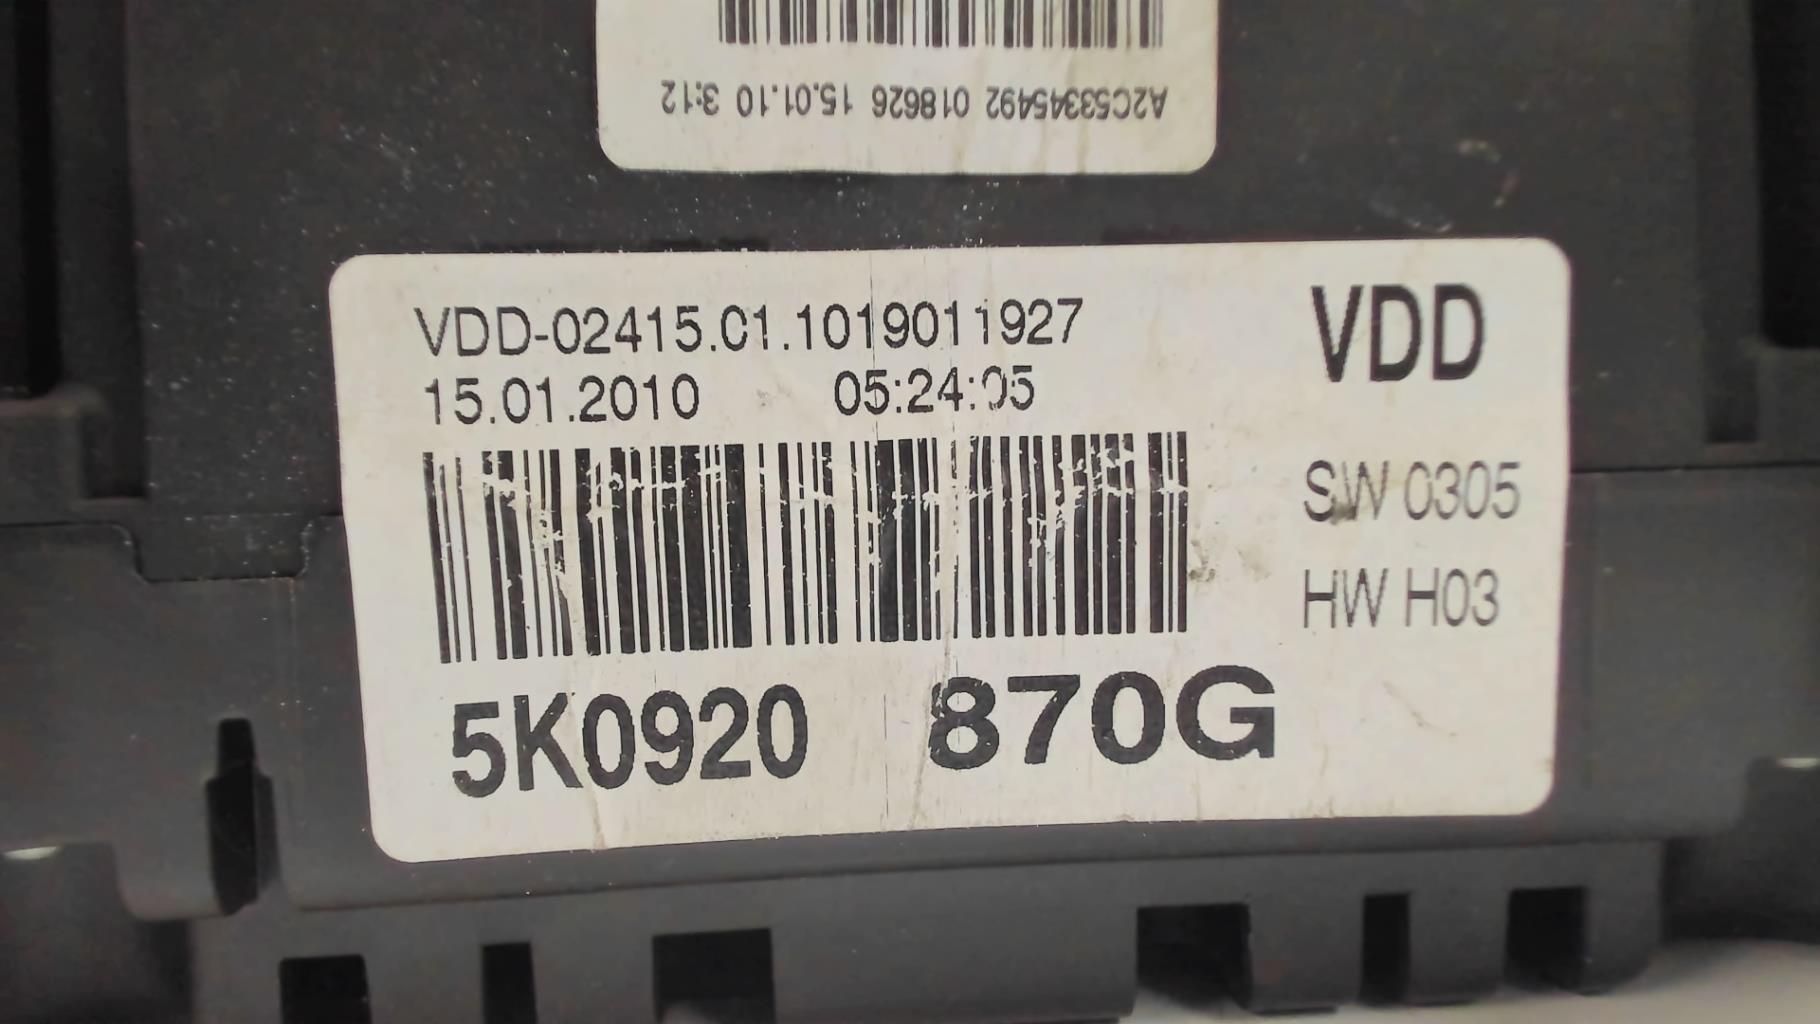 A2C53345492 018626 15.01.10 3:12
VDD-02415.01.1019011927
15.01.2010 05:24:05
VDD
SW 0305
HW H03
5K0920 870G